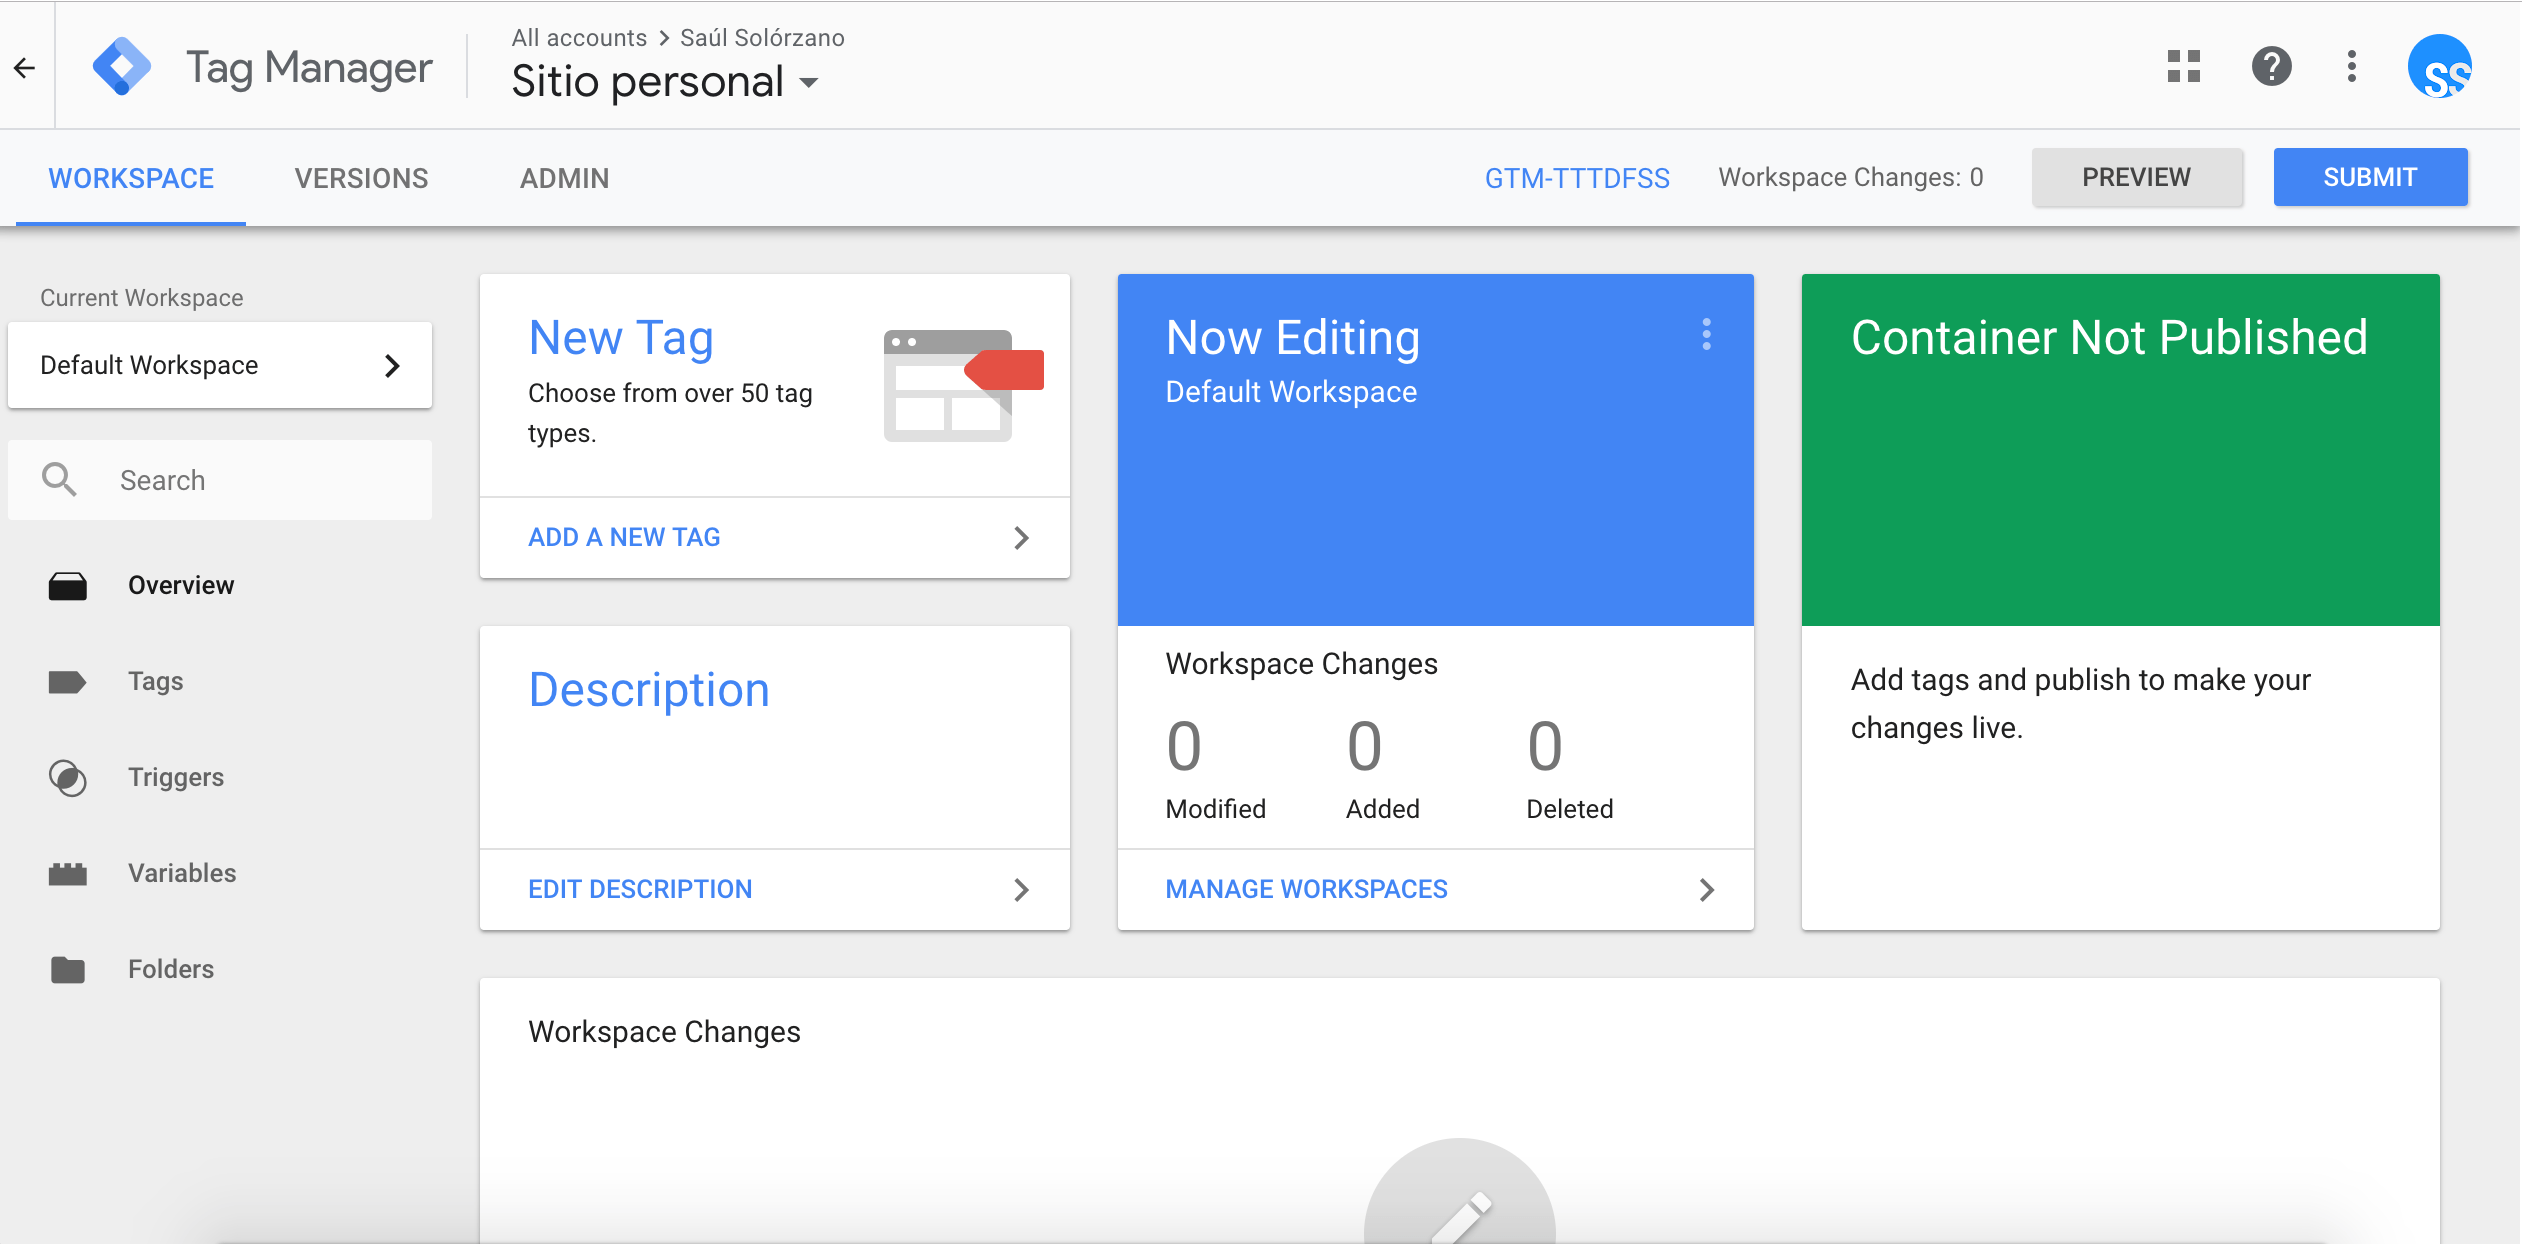 All accounts > Saúl Solórzano
Tag Manager
Sitio personal
?
SS
WORKSPACE
VERSIONS
ADMIN
GTM-TTTDFSS
Workspace Changes: 0
PREVIEW
SUBMIT
Current Workspace
Default Workspace
Search
Overview
Tags
Triggers
Variables
Folders
New Tag
Choose from over 50 tag
types.
ADD A NEW TAG
Description
EDIT DESCRIPTION
Now Editing
Default Workspace
Workspace Changes
0 0 0
Modified Added Deleted
MANAGE WORKSPACES
Container Not Published
Add tags and publish to make your
changes live.
Workspace Changes